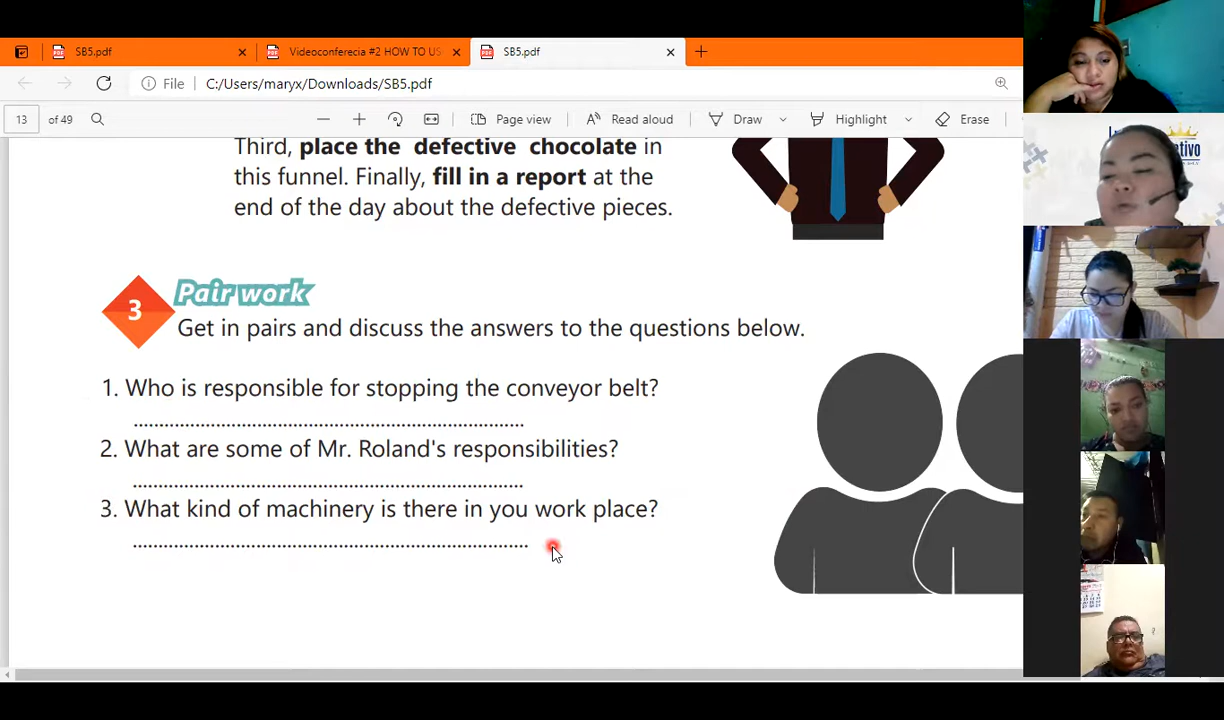 SB5.pdf
Videoconferecia #2 HOW TO US
SB5.pdf
File
C:/Users/maryx/Downloads/SB5.pdf
13 of 49
Page view
Read aloud
Draw
Highlight
Erase
Third, place the defective chocolate in
this funnel. Finally, fill in a report at the
end of the day about the defective pieces.
3
Pair work
Get in pairs and discuss the answers to the questions below.
1. Who is responsible for stopping the conveyor belt?
2. What are some of Mr. Roland's responsibilities?
3. What kind of machinery is there in you work place?